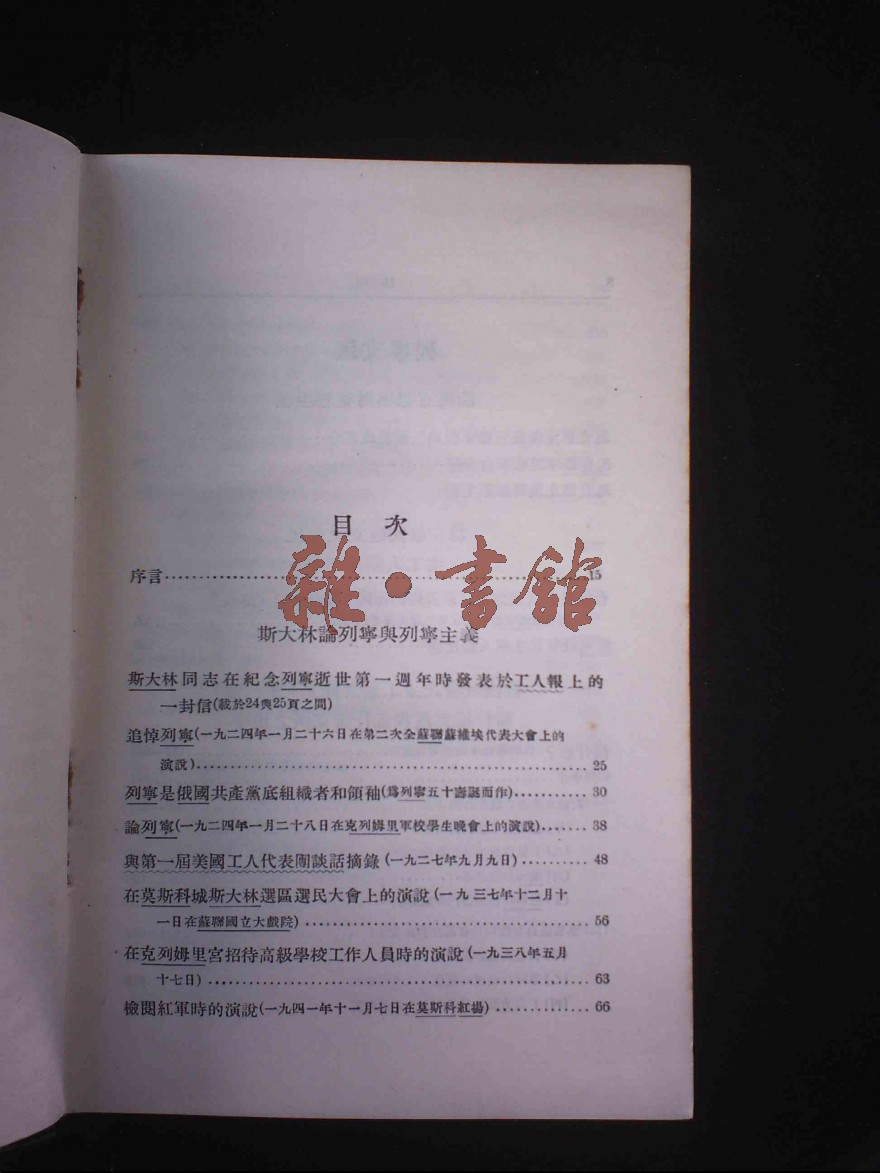 目 次
序言……………………………………………………15
雜·書館
斯大林論列寧與列寧主義
斯大林同志在紀念列寧逝世第一週年時發表於工人報上的
一封信(載於24與25頁之間)
追悼列寧(一九二四年一月二十六日在第二次全蘇聯蘇維埃代表大會上的
演說)……………………………………………………25
列寧是俄國共產黨底組織者和領袖(爲列寧五十壽誕而作)………… 30
論列寧(一九二四年一月二十八日在克列姆里軍校學生晚會上的演說)……. 38
與第一屆美國工人代表團談話摘錄(一九二七年九月九日)………… 48
在莫斯科城斯大林選區選民大會上的演說(一九三七年十二月十
一日在蘇聯國立大戲院) ……………………………………… 56
在克列姆里宮招待高級學校工作人員時的演說(一九三八年五月
十七日) …………………………………………………… 63
檢閱紅軍時的演說(一九四一年十一月七日在莫斯科紅場) …………… 66